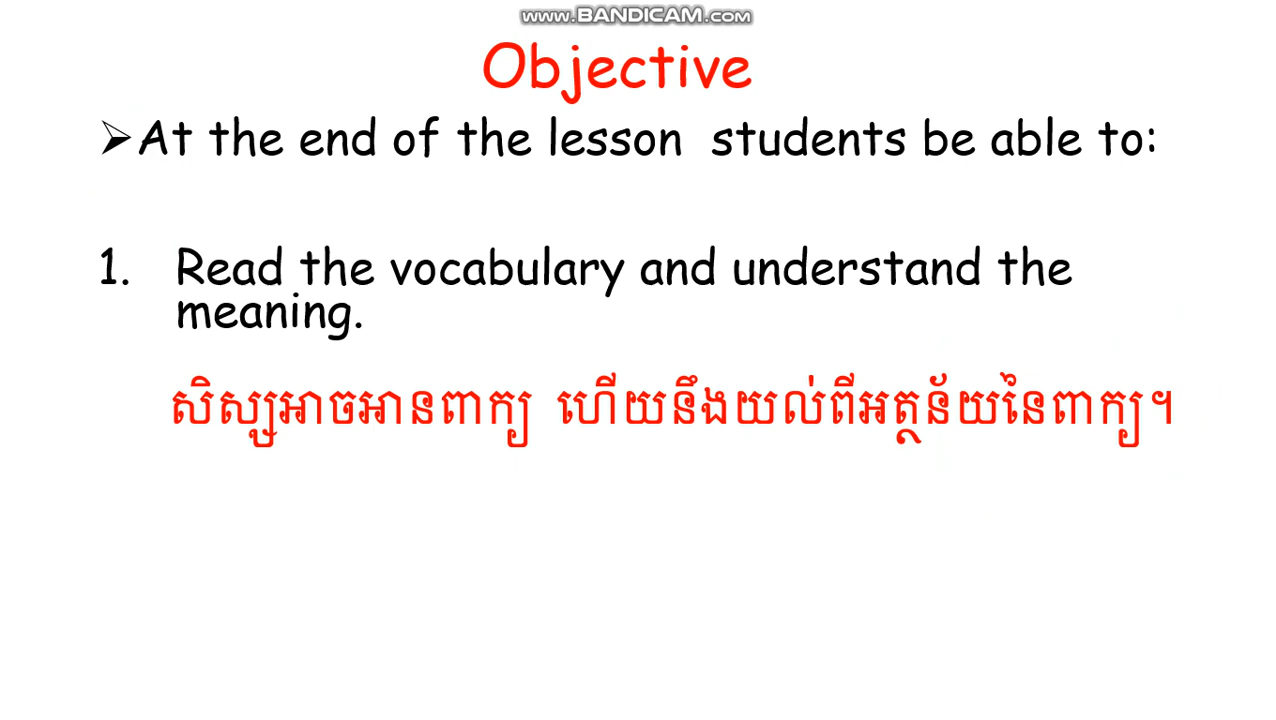 www.BANDICAM.com
Objective
➢At the end of the lesson students be able to:
1. Read the vocabulary and understand the
meaning.
សិស្សអាចអានពាក្យ ហើយនឹងយល់ពីអត្ថន័យនៃពាក្យ។